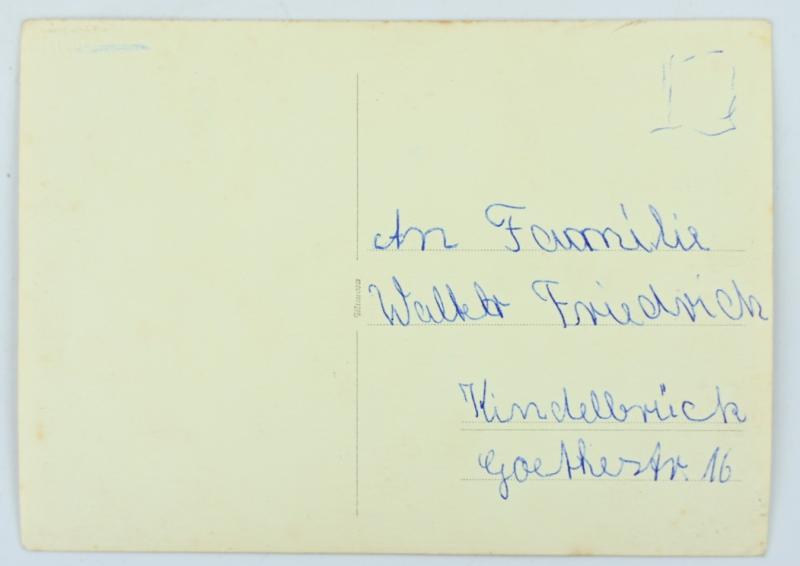 An Familie
Walter Friedrich
Kindelbrück
Goethestr. 16